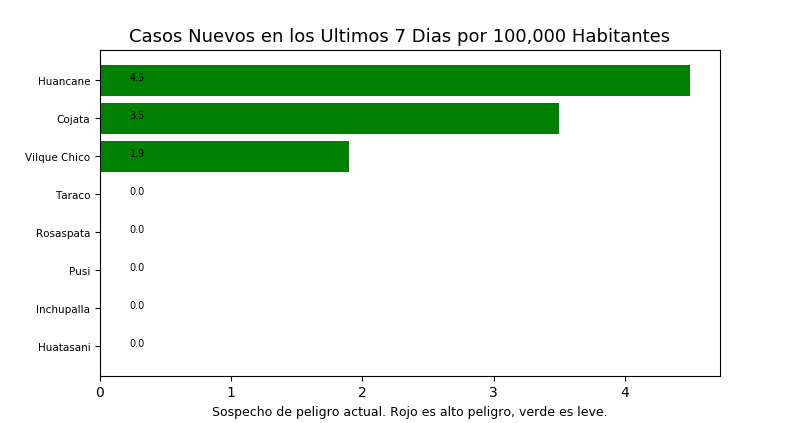 Casos Nuevos en los Ultimos 7 Dias por 100,000 Habitantes
Huancane 4.5
Cojata 3.5
Vilque Chico 1.9
Taraco 0.0
Rosaspata 0.0
Pusi 0.0
Inchupalla 0.0
Huatasani 0.0
0 1 2 3 4
Sospecho de peligro actual. Rojo es alto peligro, verde es leve.